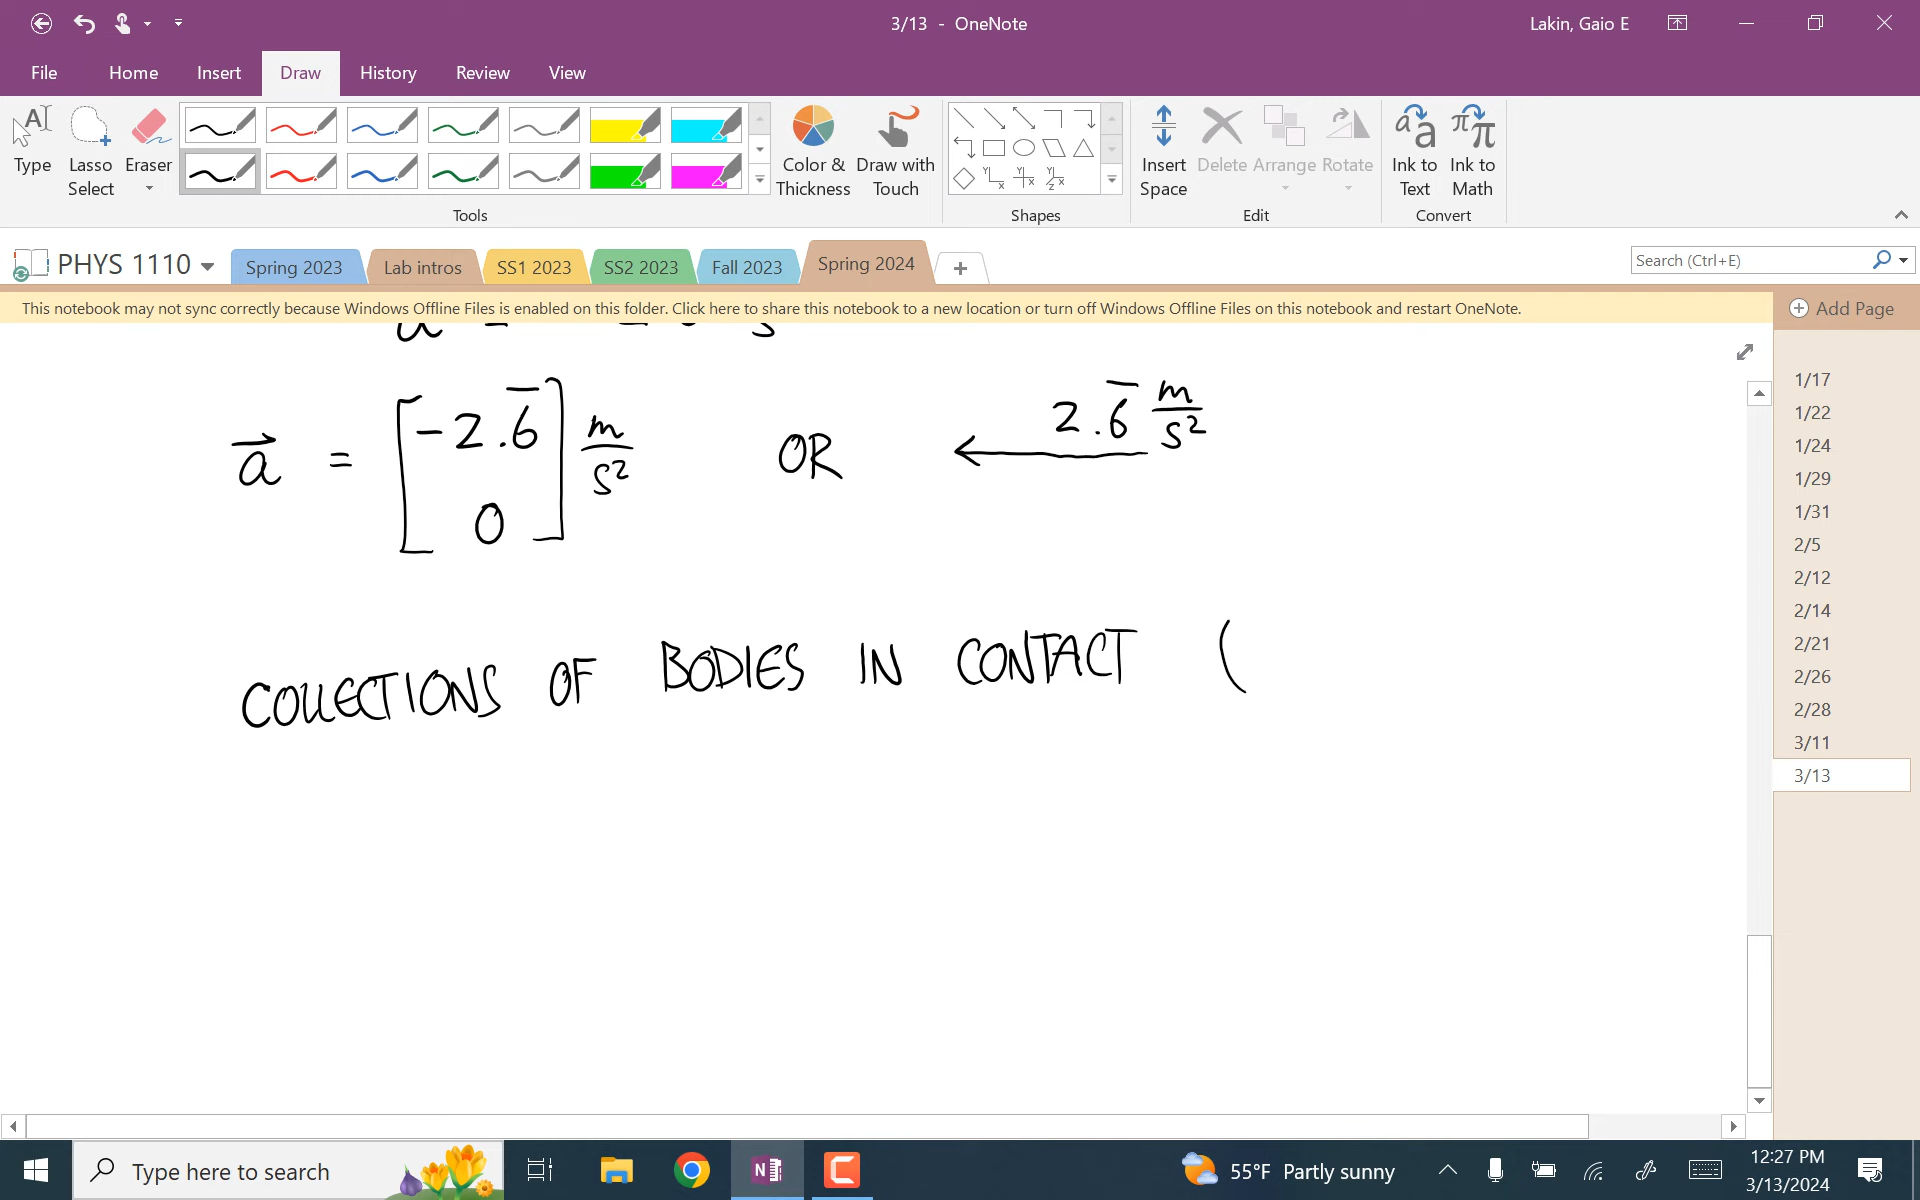 3/13 - OneNote
Lakin, Gaio E
File Home Insert Draw History Review View
Type
Lasso Select
Eraser
Color & Thickness
Draw with Touch
Insert Space
Delete
Arrange
Rotate
Ink to Text
Ink to Math
Tools
Shapes
Edit
Convert
PHYS 1110
Spring 2023
Lab intros
SS1 2023
SS2 2023
Fall 2023
Spring 2024
Search (Ctrl+E)
This notebook may not sync correctly because Windows Offline Files is enabled on this folder. Click here to share this notebook to a new location or turn off Windows Offline Files on this notebook and restart OneNote.
Add Page
1/17
1/22
1/24
1/29
1/31
2/5
2/12
2/14
2/21
2/26
2/28
3/11
3/13
a⃗ = [-2.6̅ 0] m/s² OR ← 2.6̅ m/s²
COLLECTIONS OF BODIES IN CONTACT (
Type here to search
55°F Partly sunny
12:27 PM
3/13/2024